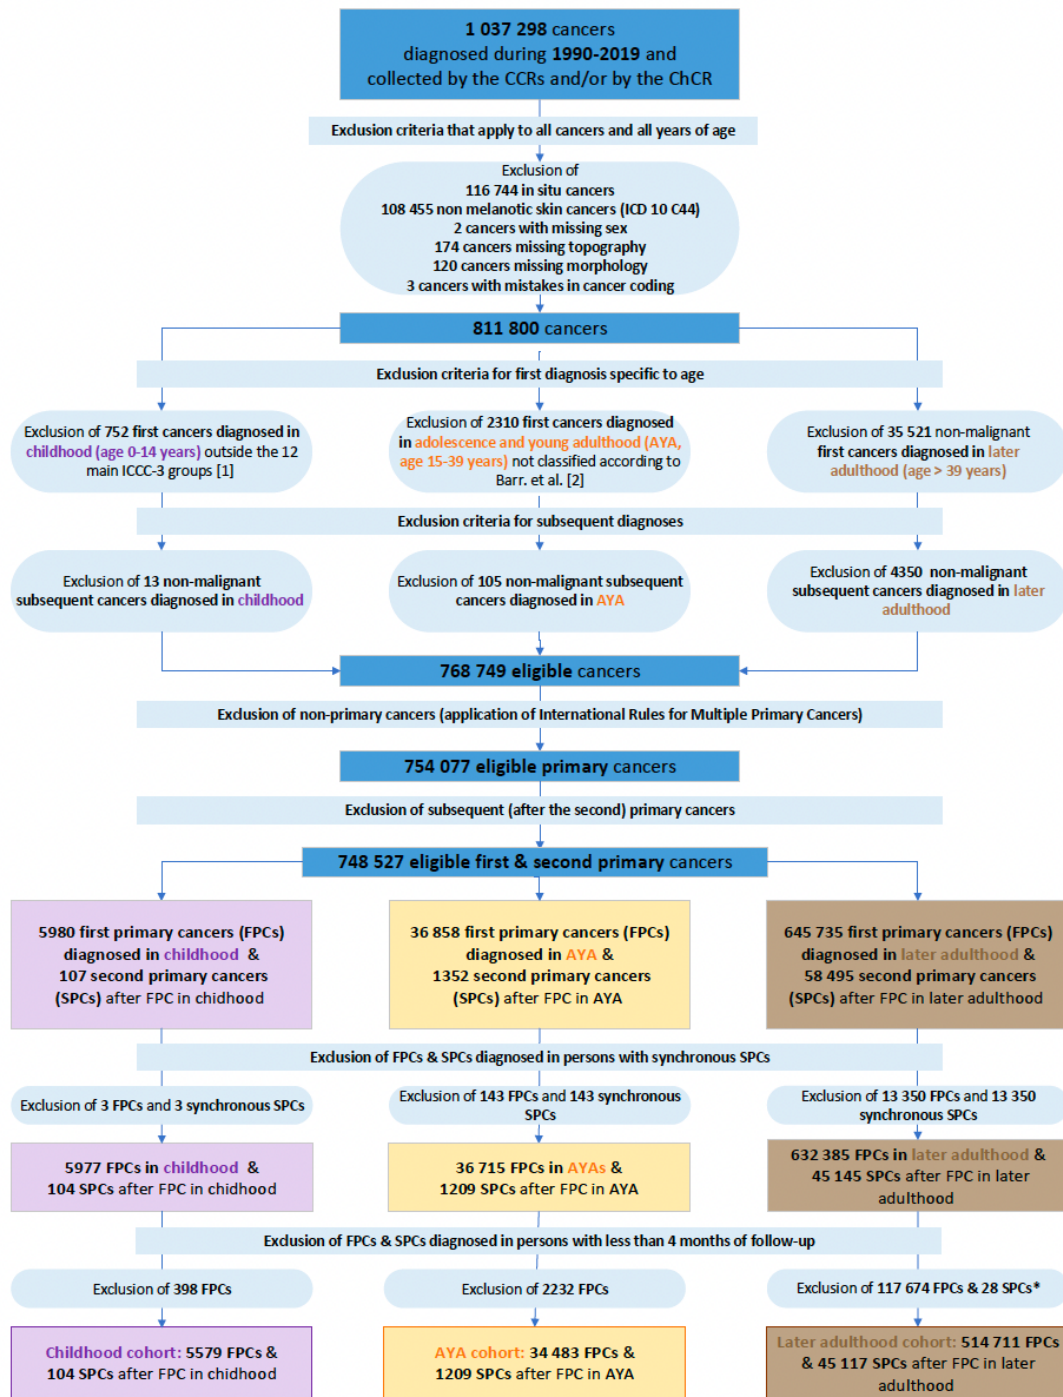 1 037 298 cancers
diagnosed during 1990-2019 and
collected by the CCRs and/or by the ChCR
Exclusion criteria that apply to all cancers and all years of age
Exclusion of
116 744 in situ cancers
108 455 non melanotic skin cancers (ICD 10 C44)
2 cancers with missing sex
174 cancers missing topography
120 cancers missing morphology
3 cancers with mistakes in cancer coding
811 800 cancers
Exclusion criteria for first diagnosis specific to age
Exclusion of 752 first cancers diagnosed in
childhood (age 0-14 years) outside the 12
main ICCC-3 groups [1]
Exclusion of 2310 first cancers diagnosed
in adolescence and young adulthood (AYA,
age 15-39 years) not classified according to
Barr. et al. [2]
Exclusion of 35 521 non-malignant
first cancers diagnosed in later
adulthood (age > 39 years)
Exclusion criteria for subsequent diagnoses
Exclusion of 13 non-malignant
subsequent cancers diagnosed in childhood
Exclusion of 105 non-malignant subsequent
cancers diagnosed in AYA
Exclusion of 4350 non-malignant
subsequent cancers diagnosed in later
adulthood
768 749 eligible cancers
Exclusion of non-primary cancers (application of International Rules for Multiple Primary Cancers)
754 077 eligible primary cancers
Exclusion of subsequent (after the second) primary cancers
748 527 eligible first & second primary cancers
5980 first primary cancers (FPCs)
diagnosed in childhood &
107 second primary cancers
(SPCs) after FPC in chidhood
36 858 first primary cancers (FPCs)
diagnosed in AYA &
1352 second primary cancers
(SPCs) after FPC in AYA
645 735 first primary cancers (FPCs)
diagnosed in later adulthood &
58 495 second primary cancers
(SPCs) after FPC in later adulthood
Exclusion of FPCs & SPCs diagnosed in persons with synchronous SPCs
Exclusion of 3 FPCs and 3 synchronous SPCs
Exclusion of 143 FPCs and 143 synchronous
SPCs
Exclusion of 13 350 FPCs and 13 350
synchronous SPCs
5977 FPCs in childhood &
104 SPCs after FPC in chidhood
36 715 FPCs in AYAs &
1209 SPCs after FPC in AYA
632 385 FPCs in later adulthood &
45 145 SPCs after FPC in later
adulthood
Exclusion of FPCs & SPCs diagnosed in persons with less than 4 months of follow-up
Exclusion of 398 FPCs
Exclusion of 2232 FPCs
Exclusion of 117 674 FPCs & 28 SPCs*
Childhood cohort: 5579 FPCs &
104 SPCs after FPC in chidhood
AYA cohort: 34 483 FPCs &
1209 SPCs after FPC in AYA
Later adulthood cohort: 514 711 FPCs
& 45 117 SPCs after FPC in later
adulthood